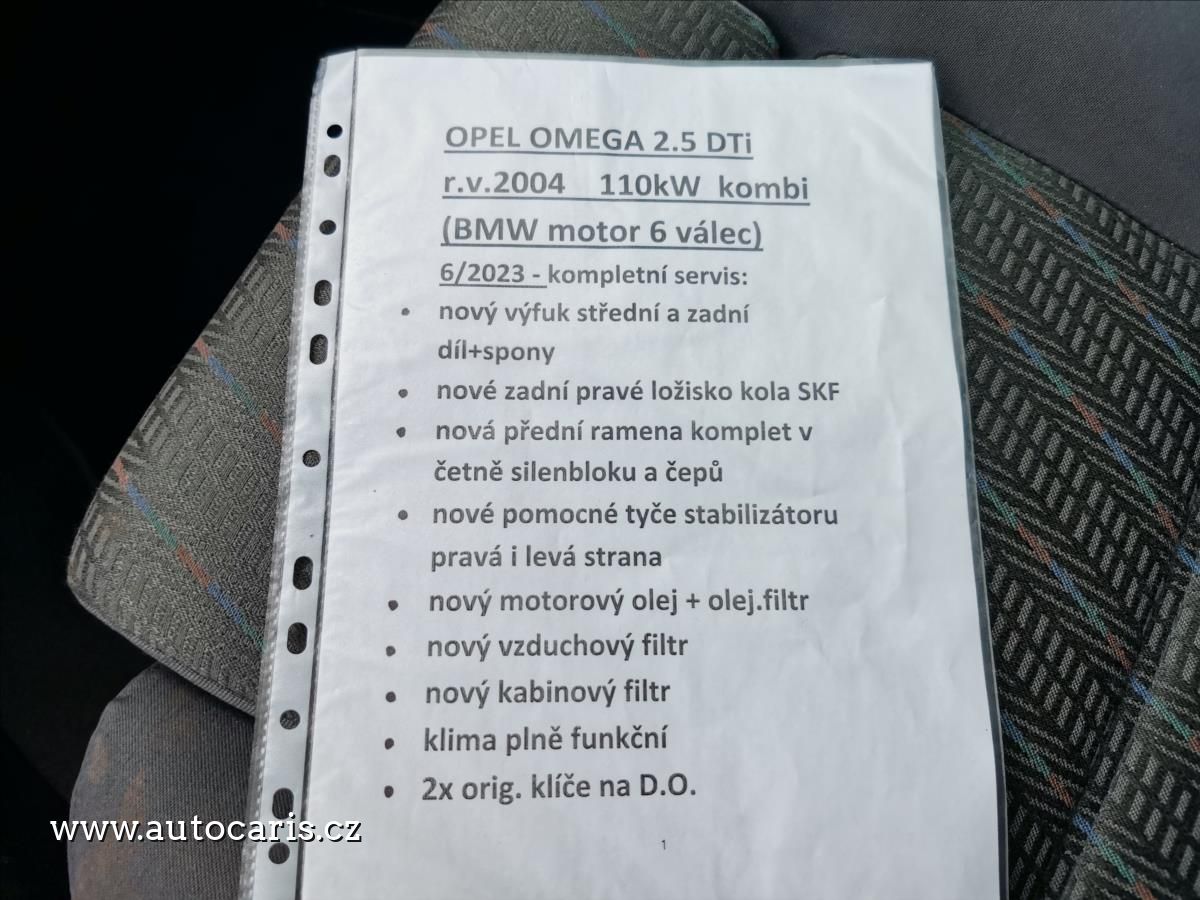 OPEL OMEGA 2.5 DTi
r.v.2004 110kW kombi
(BMW motor 6 válec)
6/2023 - kompletní servis:
• nový výfuk střední a zadní
díl+spony
• nové zadní pravé ložisko kola SKF
• nová přední ramena komplet v
četně silenbloku a čepů
• nové pomocné tyče stabilizátoru
pravá i levá strana
• nový motorový olej + olej.filtr
• nový vzduchový filtr
• nový kabinový filtr
• klima plně funkční
• 2x orig. klíče na D.O.
1
www.autocaris.cz